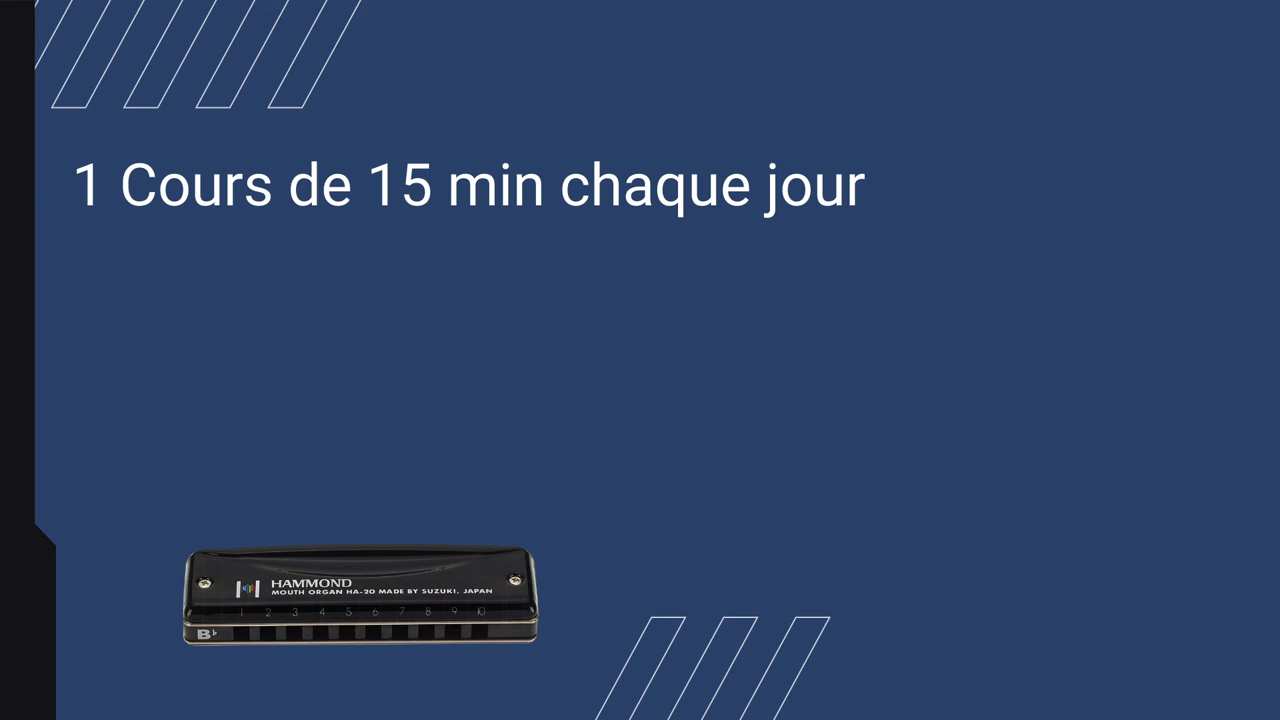 1 Cours de 15 min chaque jour
HAMMOND
MOUTH ORGAN HA-20 MADE BY SUZUKI, JAPAN
1 2 3 4 5 6 7 8 9 10
B♭